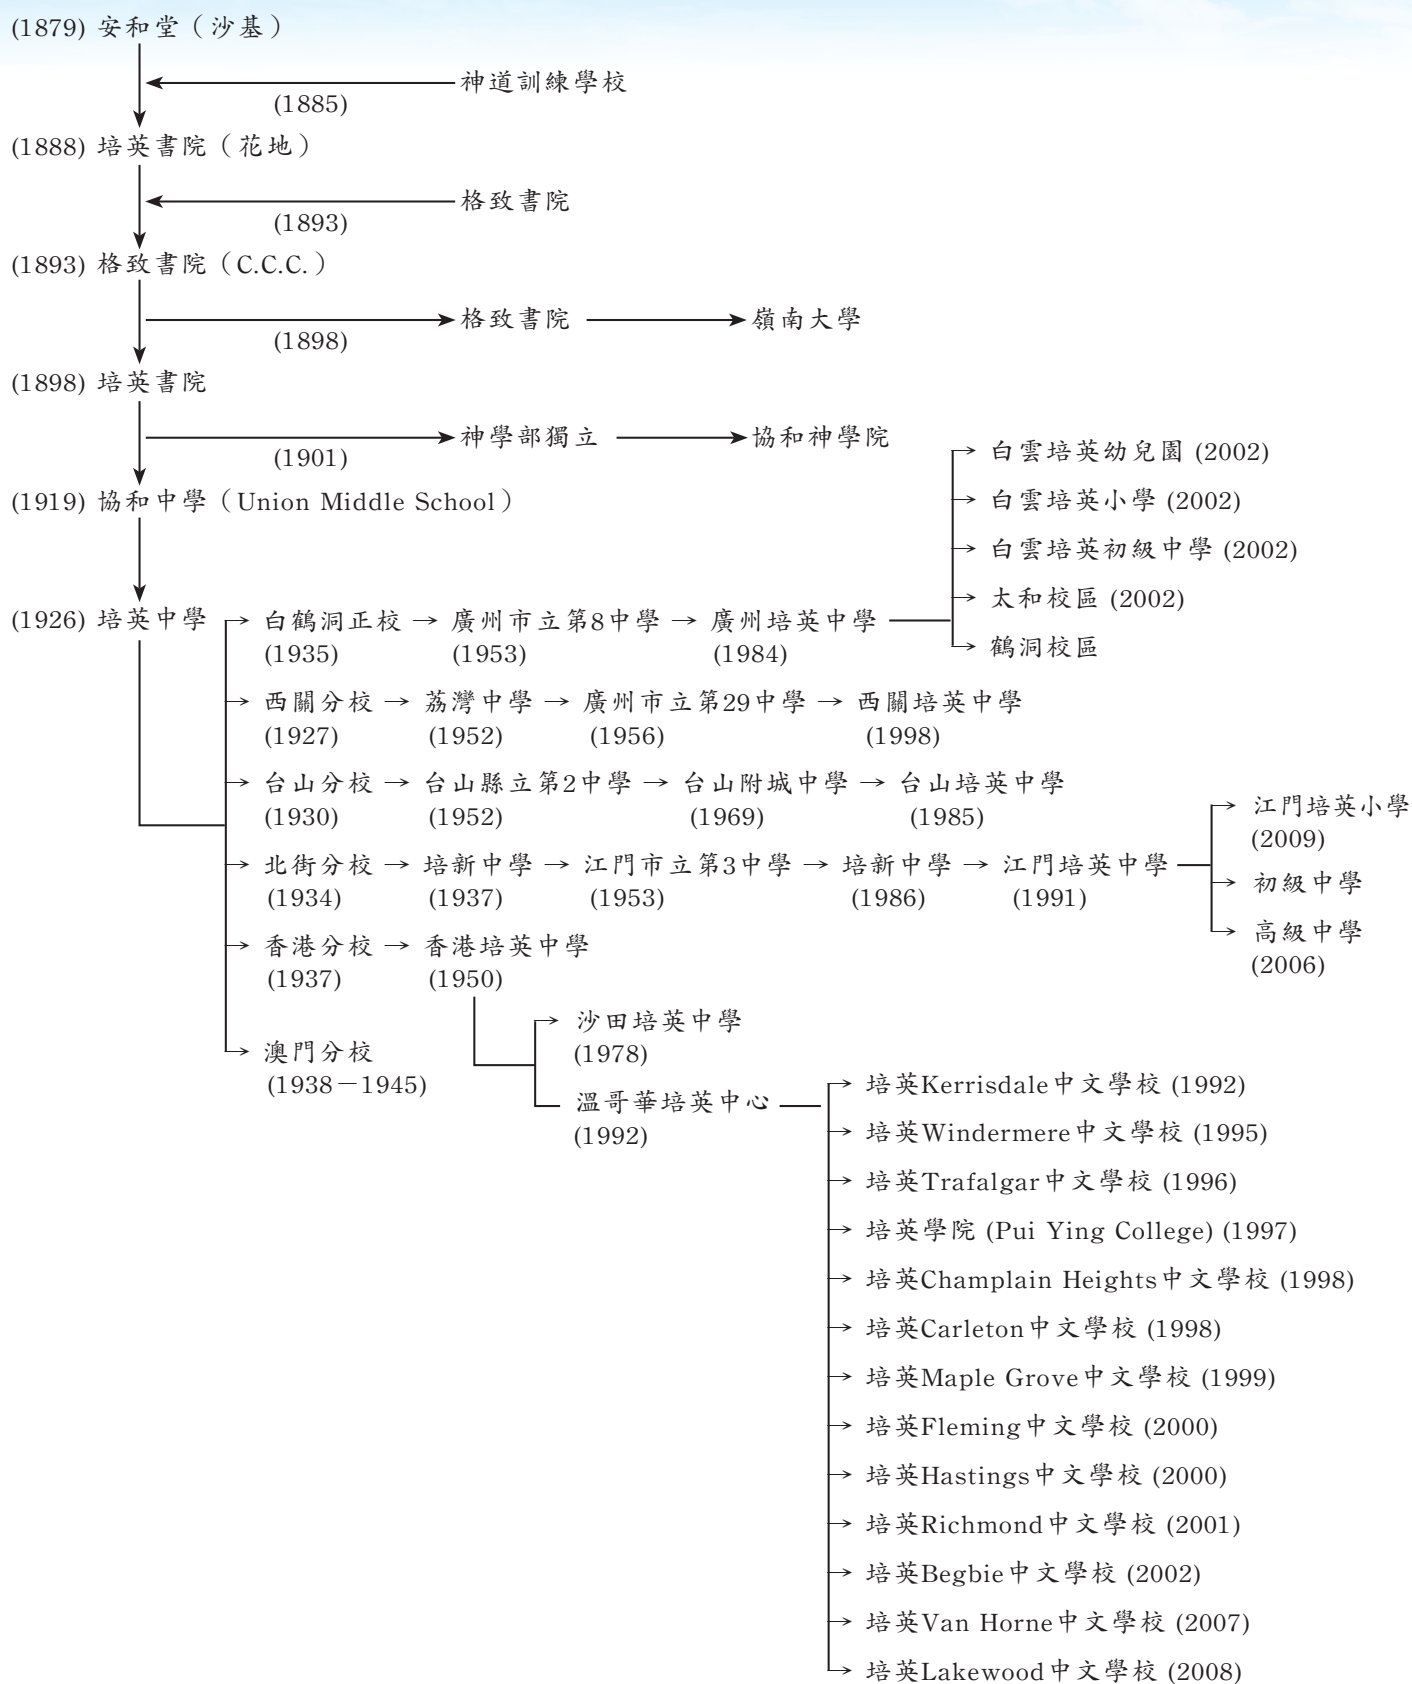 (1879) 安和堂（沙基）
神道訓練學校
(1885)
(1888) 培英書院（花地）
格致書院
(1893)
(1893) 格致書院（C.C.C.）
格致書院 嶺南大學
(1898)
(1898) 培英書院
神學部獨立 協和神學院
(1901)
(1919) 協和中學（Union Middle School）
白雲培英幼兒園 (2002)
白雲培英小學 (2002)
白雲培英初級中學 (2002)
太和校區 (2002)
鶴洞校區
(1926) 培英中學
白鶴洞正校 → 廣州市立第8中學 → 廣州培英中學
(1935) (1953) (1984)
西關分校 → 荔灣中學 → 廣州市立第29中學 → 西關培英中學
(1927) (1952) (1956) (1998)
台山分校 → 台山縣立第2中學 → 台山附城中學 → 台山培英中學
(1930) (1952) (1969) (1985)
北街分校 → 培新中學 → 江門市立第3中學 → 培新中學 → 江門培英中學
(1934) (1937) (1953) (1986) (1991)
江門培英小學
(2009)
初級中學
高級中學
(2006)
香港分校 → 香港培英中學
(1937) (1950)
澳門分校
(1938－1945)
沙田培英中學
(1978)
溫哥華培英中心
(1992)
培英Kerrisdale中文學校 (1992)
培英Windermere中文學校 (1995)
培英Trafalgar中文學校 (1996)
培英學院 (Pui Ying College) (1997)
培英Champlain Heights中文學校 (1998)
培英Carleton中文學校 (1998)
培英Maple Grove中文學校 (1999)
培英Fleming中文學校 (2000)
培英Hastings中文學校 (2000)
培英Richmond中文學校 (2001)
培英Begbie中文學校 (2002)
培英Van Horne中文學校 (2007)
培英Lakewood中文學校 (2008)